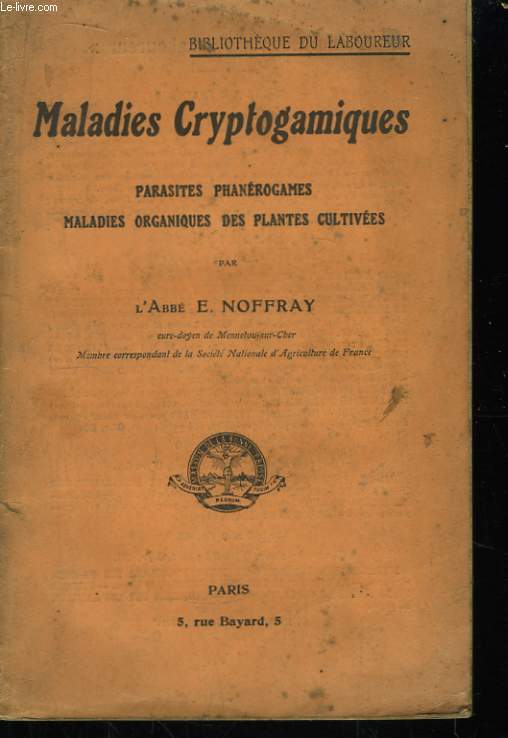 Le-livre.com
BIBLIOTHÈQUE DU LABOUREUR
Maladies Cryptogamiques
PARASITES PHANÉROGAMES
MALADIES ORGANIQUES DES PLANTES CULTIVÉES
PAR
L'ABBÉ E. NOFFRAY
curé-doyen de Mennetou-sur-Cher
Membre correspondant de la Société Nationale d'Agriculture de France
PARIS
5, rue Bayard, 5